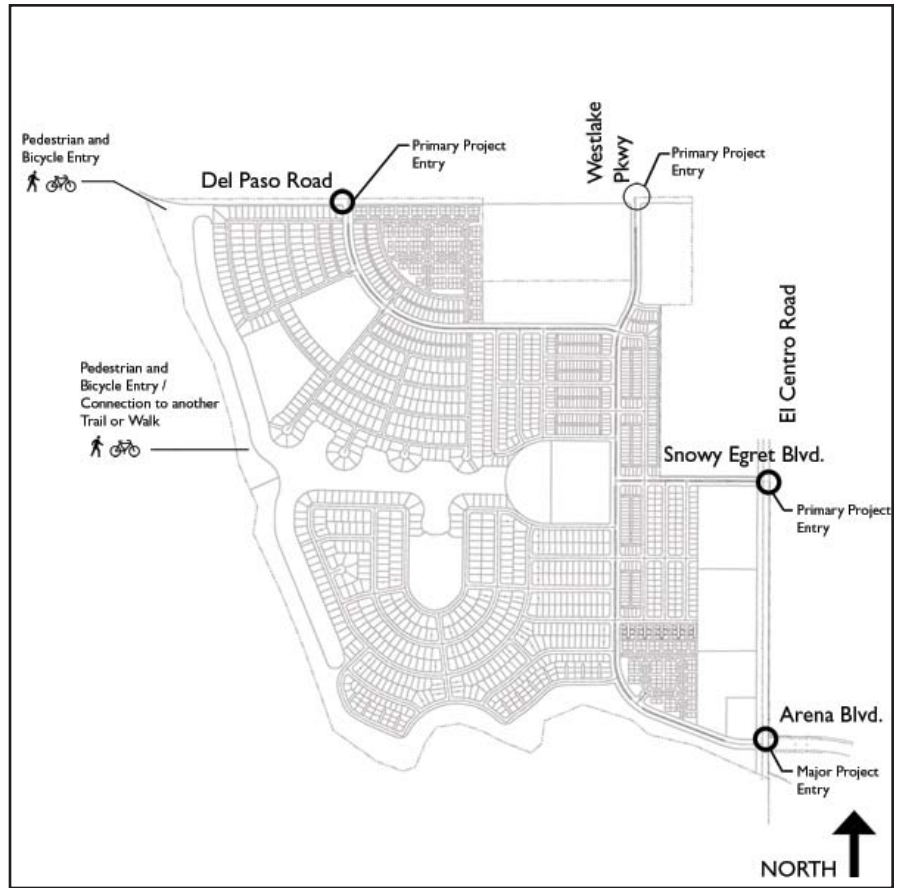 Pedestrian and
Bicycle Entry
Del Paso Road
Primary Project
Entry
Westlake
Pkwy
Primary Project
Entry
Pedestrian and
Bicycle Entry /
Connection to another
Trail or Walk
El Centro Road
Snowy Egret Blvd.
Primary Project
Entry
Arena Blvd.
Major Project
Entry
NORTH